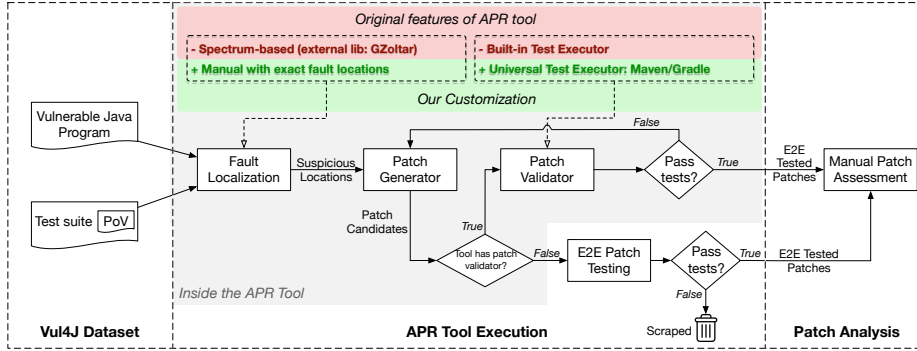 Original features of APR tool
- Spectrum-based (external lib: GZoltar)
- Built-in Test Executor
+ Manual with exact fault locations
+ Universal Test Executor: Maven/Gradle
Our Customization
Vulnerable Java
Program
Test suite
PoV
Fault
Localization
Suspicious
Locations
Patch
Generator
Patch
Validator
False
Pass
tests?
True
E2E
Tested
Patches
Manual Patch
Assessment
Patch
Candidates
True
Tool has patch
validator?
False
E2E Patch
Testing
Pass
tests?
True
E2E Tested
Patches
False
Scraped
Inside the APR Tool
Vul4J Dataset
APR Tool Execution
Patch Analysis